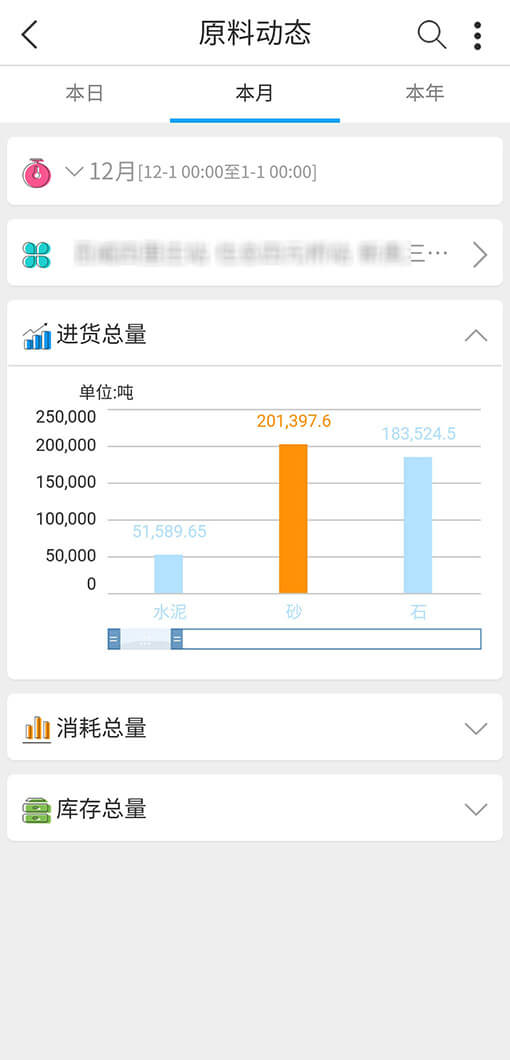 原料动态
本日 本月 本年
12月[12-1 00:00至1-1 00:00]
三···
进货总量
单位:吨
250,000
200,000
150,000
100,000
50,000
0
201,397.6
183,524.5
51,589.65
水泥 砂 石
消耗总量
库存总量